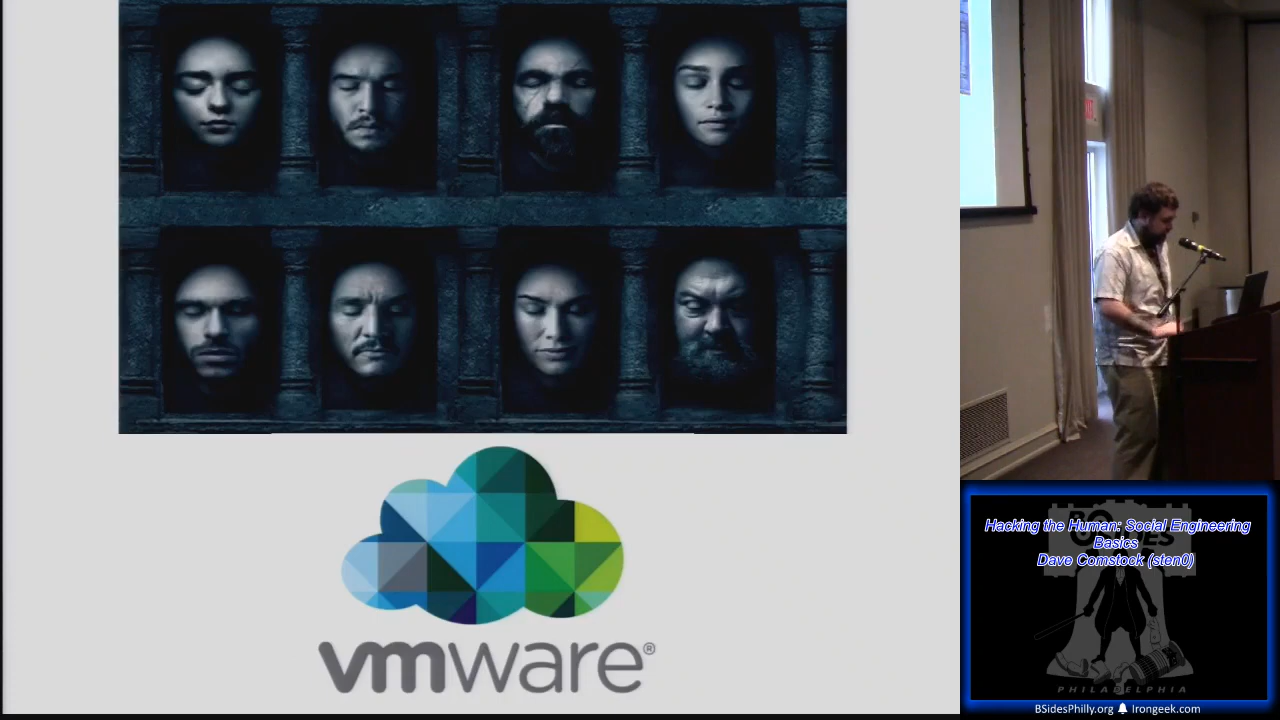 vmware®
Hacking the Human: Social Engineering
Basics
Dave Comstock (sten0)
PHILADELPHIA
BSidesPhilly.org Irongeek.com